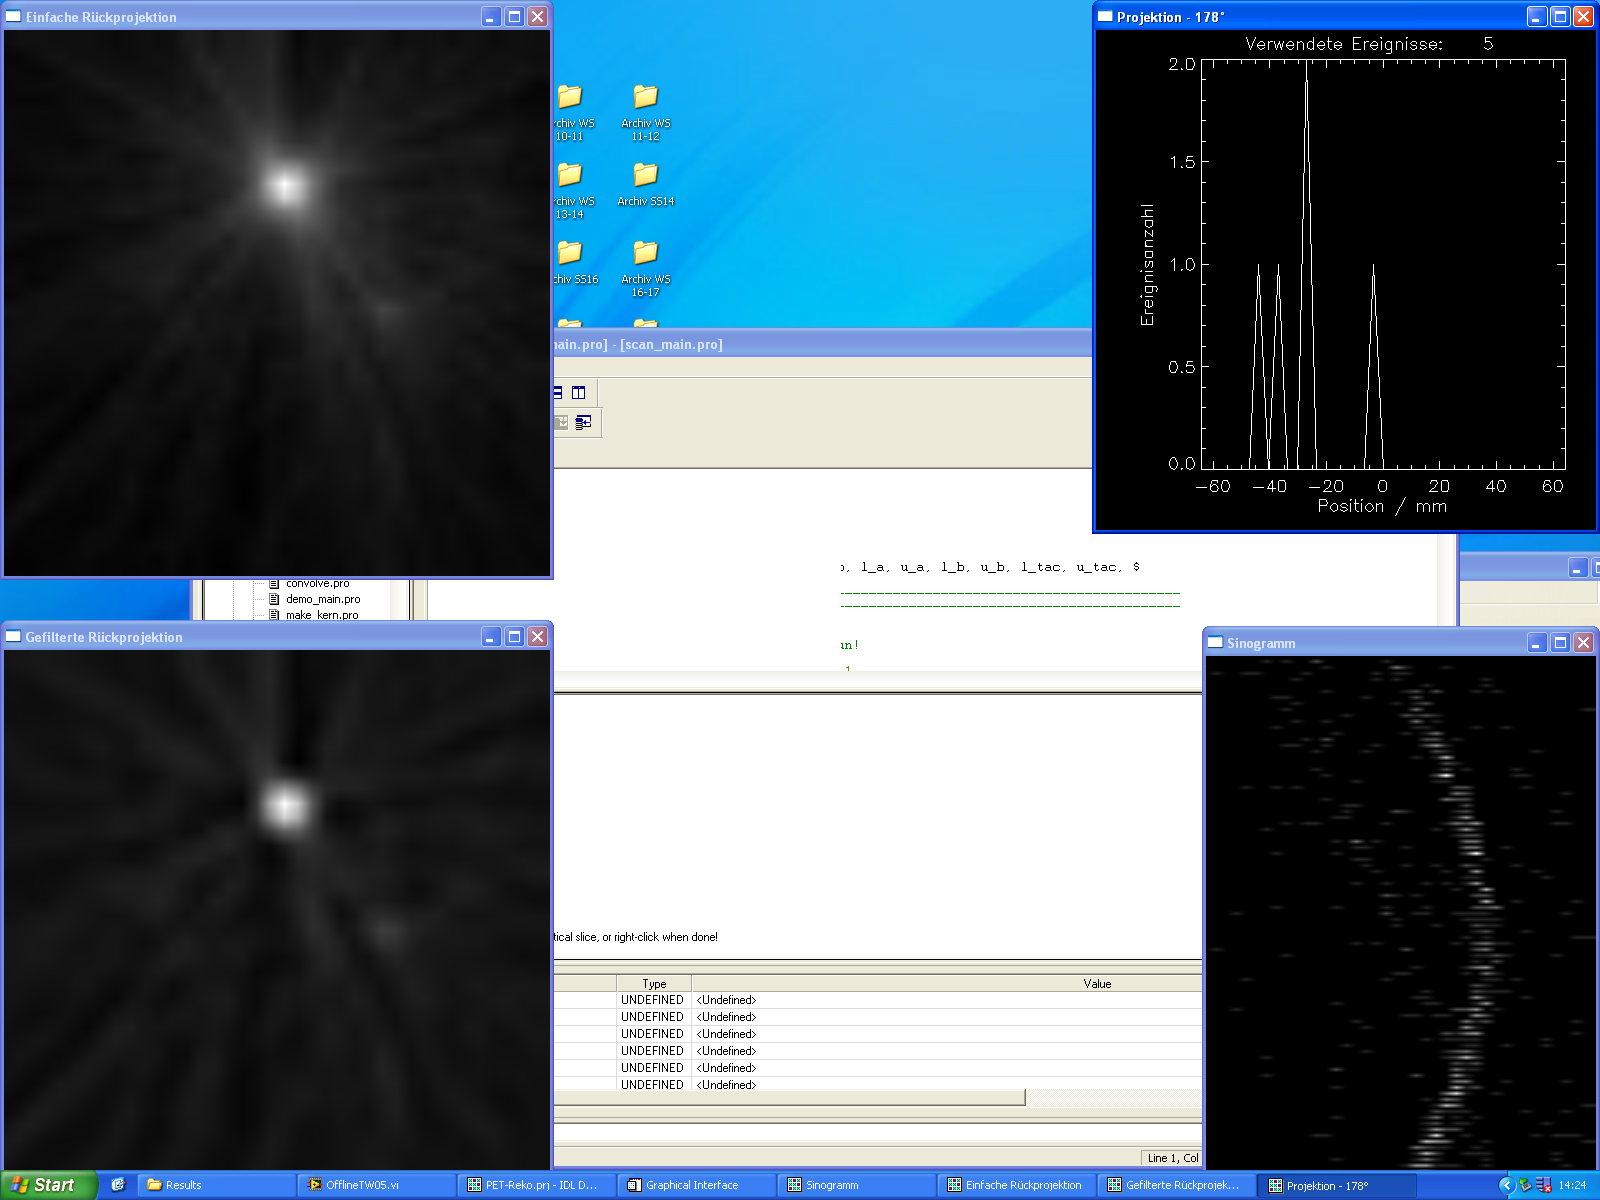 Einfache Rückprojektion
Projektion - 178°
Verwendete Ereignisse: 5
2.0
1.5
1.0
0.5
0.0
Ereignisanzahl
−60 −40 −20 0 20 40 60
Position / mm
rchiv WS
10-11
Archiv WS
11-12
rchiv WS
13-14
Archiv SS14
chiv SS16
Archiv WS
16-17
main.pro] - [scan_main.pro]
l_a, u_a, l_b, u_b, l_tac, u_tac, $
un!
1
convolve.pro
demo_main.pro
make_kern.pro
Gefilterte Rückprojektion
Sinogramm
tical slice, or right-click when done!
Type Value
UNDEFINED <Undefined>
UNDEFINED <Undefined>
UNDEFINED <Undefined>
UNDEFINED <Undefined>
UNDEFINED <Undefined>
UNDEFINED <Undefined>
Line 1, Col
Start
Results
OfflineTW05.vi
PET-Reko.prj - IDL D...
Graphical Interface
Sinogramm
Einfache Rückprojektion
Gefilterte Rückprojek...
Projektion - 178°
14:24